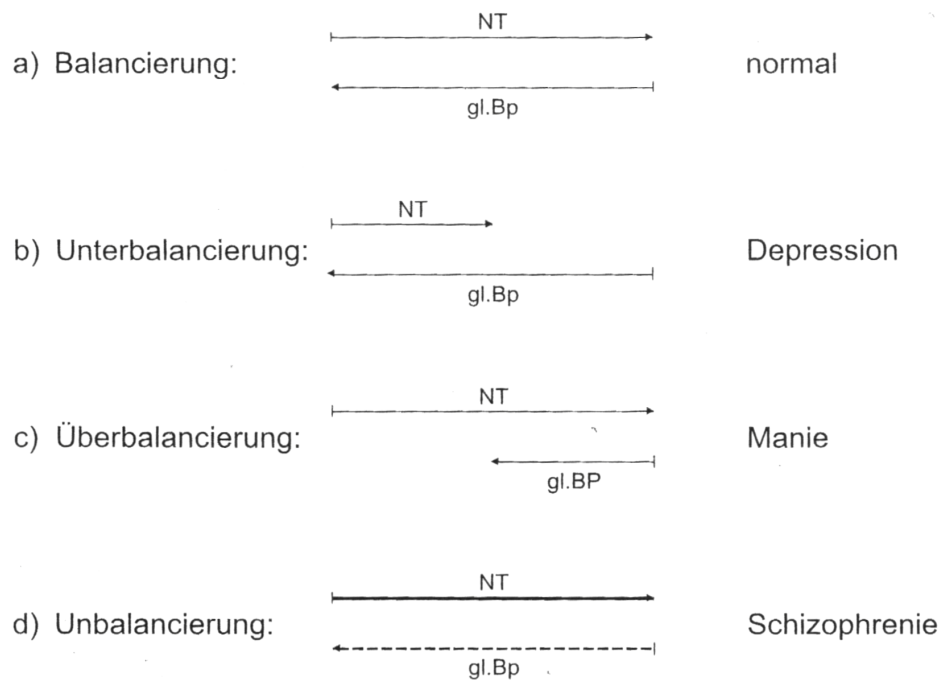 NT
a) Balancierung: normal
gl.Bp
NT
b) Unterbalancierung: Depression
gl.Bp
NT
c) Überbalancierung: Manie
gl.BP
NT
d) Unbalancierung: Schizophrenie
gl.Bp